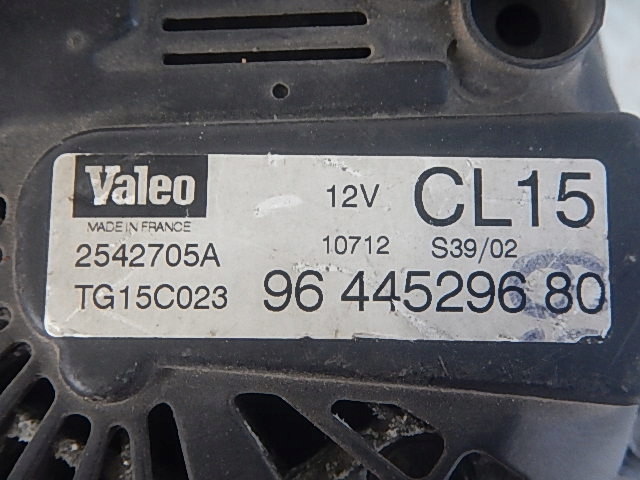 Valeo
MADE IN FRANCE
2542705A
TG15C023
12V CL15
10712 S39/02
96 445296 80